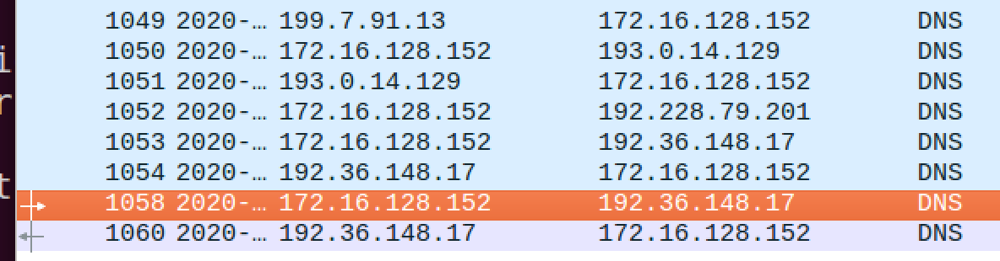 1049 2020-… 199.7.91.13 172.16.128.152 DNS
1050 2020-… 172.16.128.152 193.0.14.129 DNS
1051 2020-… 193.0.14.129 172.16.128.152 DNS
1052 2020-… 172.16.128.152 192.228.79.201 DNS
1053 2020-… 172.16.128.152 192.36.148.17 DNS
1054 2020-… 192.36.148.17 172.16.128.152 DNS
1058 2020-… 172.16.128.152 192.36.148.17 DNS
1060 2020-… 192.36.148.17 172.16.128.152 DNS